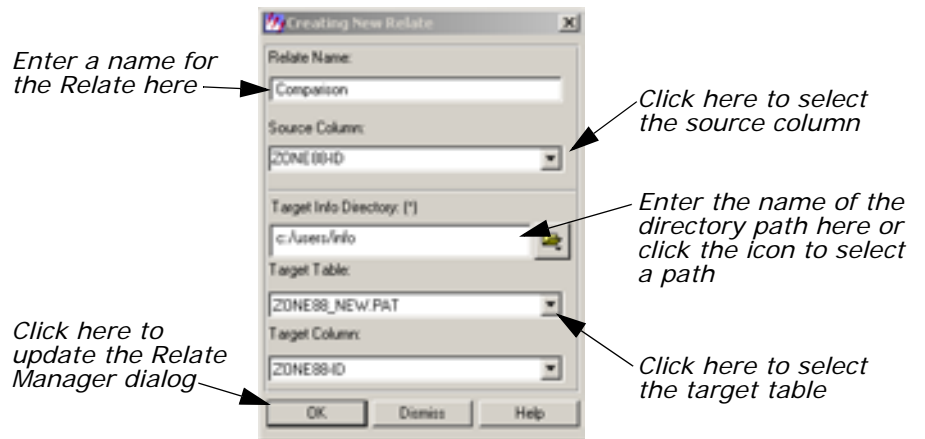 Creating New Relate
Enter a name for
the Relate here
Relate Name:
Comparison
Click here to select
the source column
Source Column:
ZONE88-ID
Enter the name of the
directory path here or
click the icon to select
a path
Target Info Directory: (*)
c:/users/info
Target Table:
ZONE88_NEW.PAT
Click here to
update the Relate
Manager dialog
Target Column:
ZONE88-ID
Click here to select
the target table
OK
Dismiss
Help